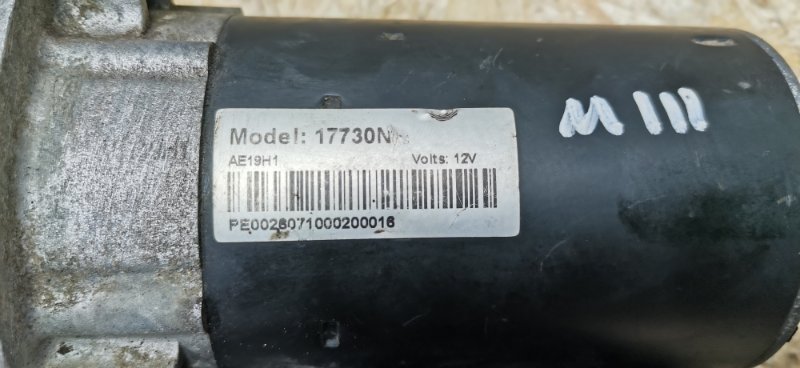 Model: 17730N
AE19H1 Volts: 12V
PE0026071000200016
M III